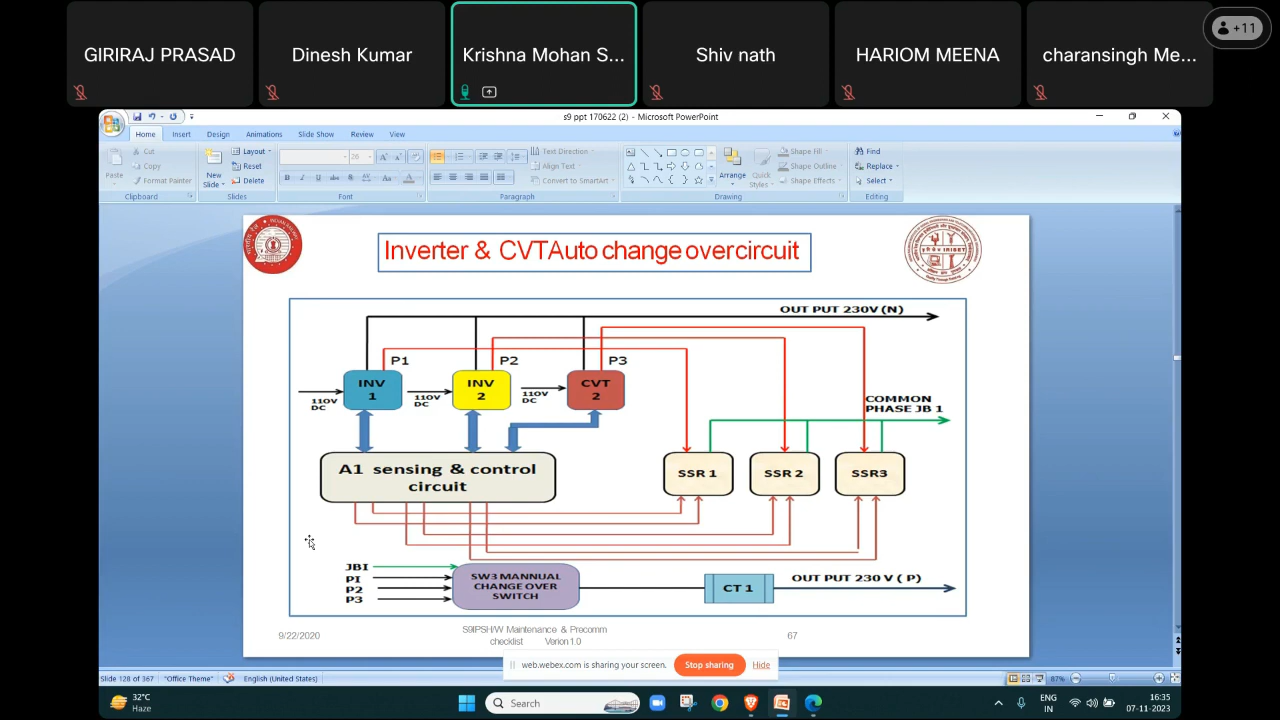 GIRIRAJ PRASAD
Dinesh Kumar
Krishna Mohan S...
Shiv nath
HARIOM MEENA
charansingh Me...
+11
s9 ppt 170622 (2) - Microsoft PowerPoint
Home Insert Design Animations Slide Show Review View
Paste
Cut
Copy
Format Painter
Clipboard
New Slide
Layout
Reset
Delete
Slides
26
Font
Text Direction
Align Text
Convert to SmartArt
Paragraph
Arrange
Quick Styles
Shape Fill
Shape Outline
Shape Effects
Drawing
Find
Replace
Select
Editing
Inverter & CVTAuto change overcircuit
OUT PUT 230V (N)
P1
P2
P3
INV 1
INV 2
CVT 2
110V DC
110V DC
110V DC
COMMON PHASE JB 1
A1 sensing & control circuit
SSR 1
SSR 2
SSR3
JBI
PI
P2
P3
SW3 MANNUAL CHANGE OVER SWITCH
CT 1
OUT PUT 230 V ( P )
9/22/2020
S9IPSH/W Maintenance & Precomm
checklist Verion 1.0
67
web.webex.com is sharing your screen.
Stop sharing
Hide
Slide 128 of 367
"Office Theme"
English (United States)
87%
32°C
Haze
Search
ENG
IN
16:35
07-11-2023